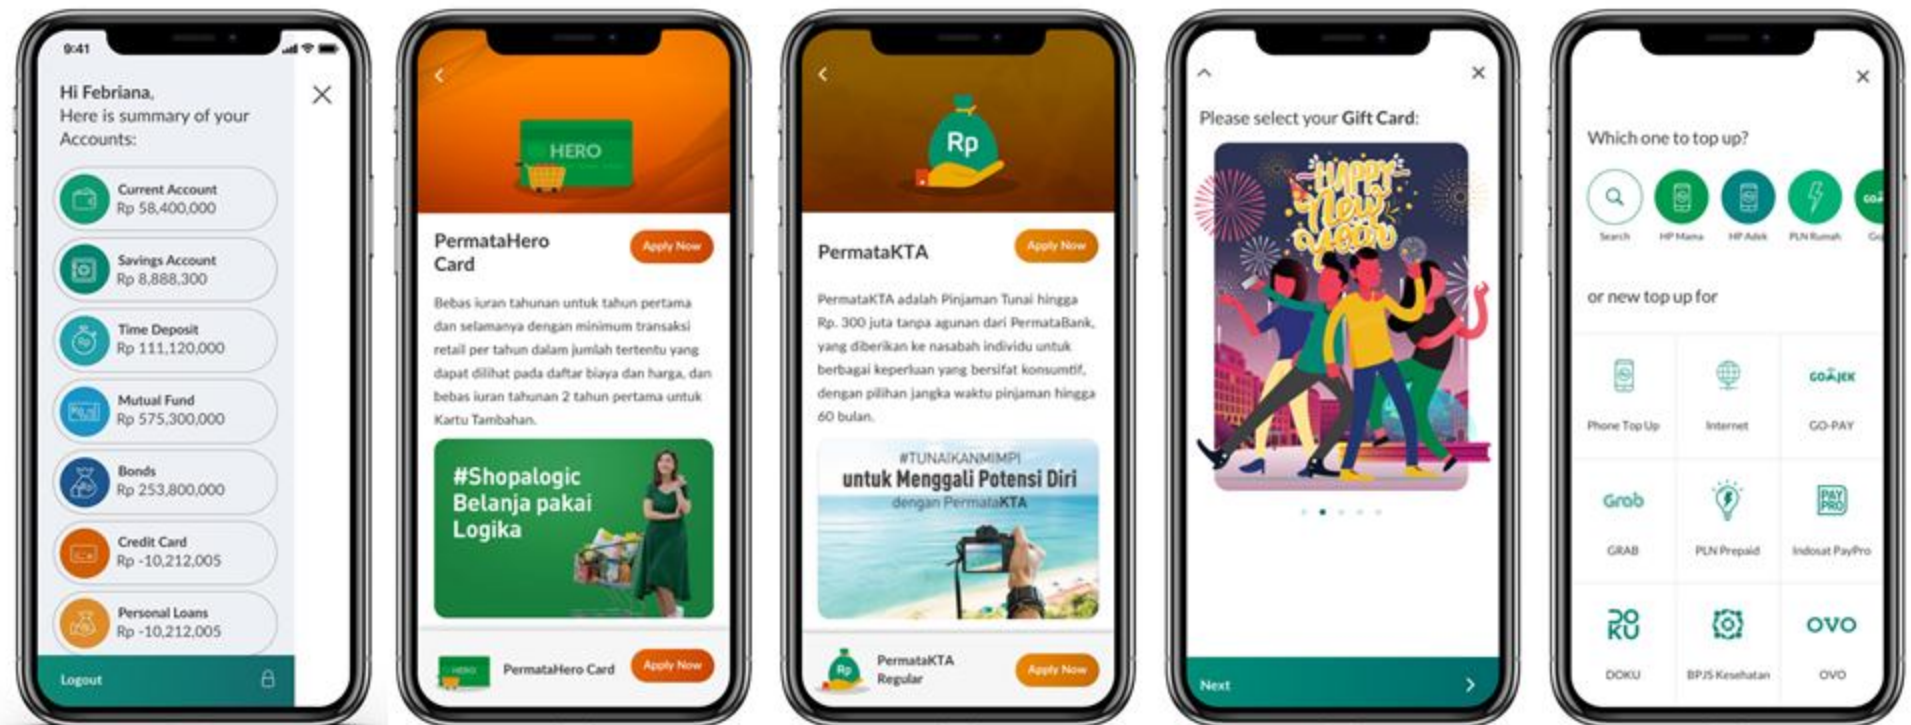 9:41
Hi Febriana,
Here is summary of your
Accounts:
Current Account
Rp 58,400,000
Savings Account
Rp 8,888,300
Time Deposit
Rp 111,120,000
Mutual Fund
Rp 575,300,000
Bonds
Rp 253,800,000
Credit Card
Rp -10,212,005
Personal Loans
Rp -10,212,005
Logout
HERO
PermataHero
Card
Apply Now
Bebas iuran tahunan untuk tahun pertama
dan selamanya dengan minimum transaksi
retail per tahun dalam jumlah tertentu yang
dapat dilihat pada daftar biaya dan harga, dan
bebas iuran tahunan 2 tahun pertama untuk
Kartu Tambahan.
#Shopalogic
Belanja pakai
Logika
HERO
PermataHero Card
Apply Now
Rp
PermataKTA
Apply Now
PermataKTA adalah Pinjaman Tunai hingga
Rp. 300 juta tanpa agunan dari PermataBank,
yang diberikan ke nasabah individu untuk
berbagai keperluan yang bersifat konsumtif,
dengan pilihan jangka waktu pinjaman hingga
60 bulan.
#TUNAIKANMIMPI
untuk Menggali Potensi Diri
dengan PermataKTA
Rp
PermataKTA
Regular
Apply Now
Please select your Gift Card:
HAPPY
New
Year
Next
Which one to top up?
Search
HP Mama
HP Adek
PLN Rumah
or new top up for
GOJEK
Phone Top Up
Internet
GO-PAY
Grab
PAY
PRO
GRAB
PLN Prepaid
Indosat PayPro
DO
KU
OVO
DOKU
BPJS Kesehatan
OVO